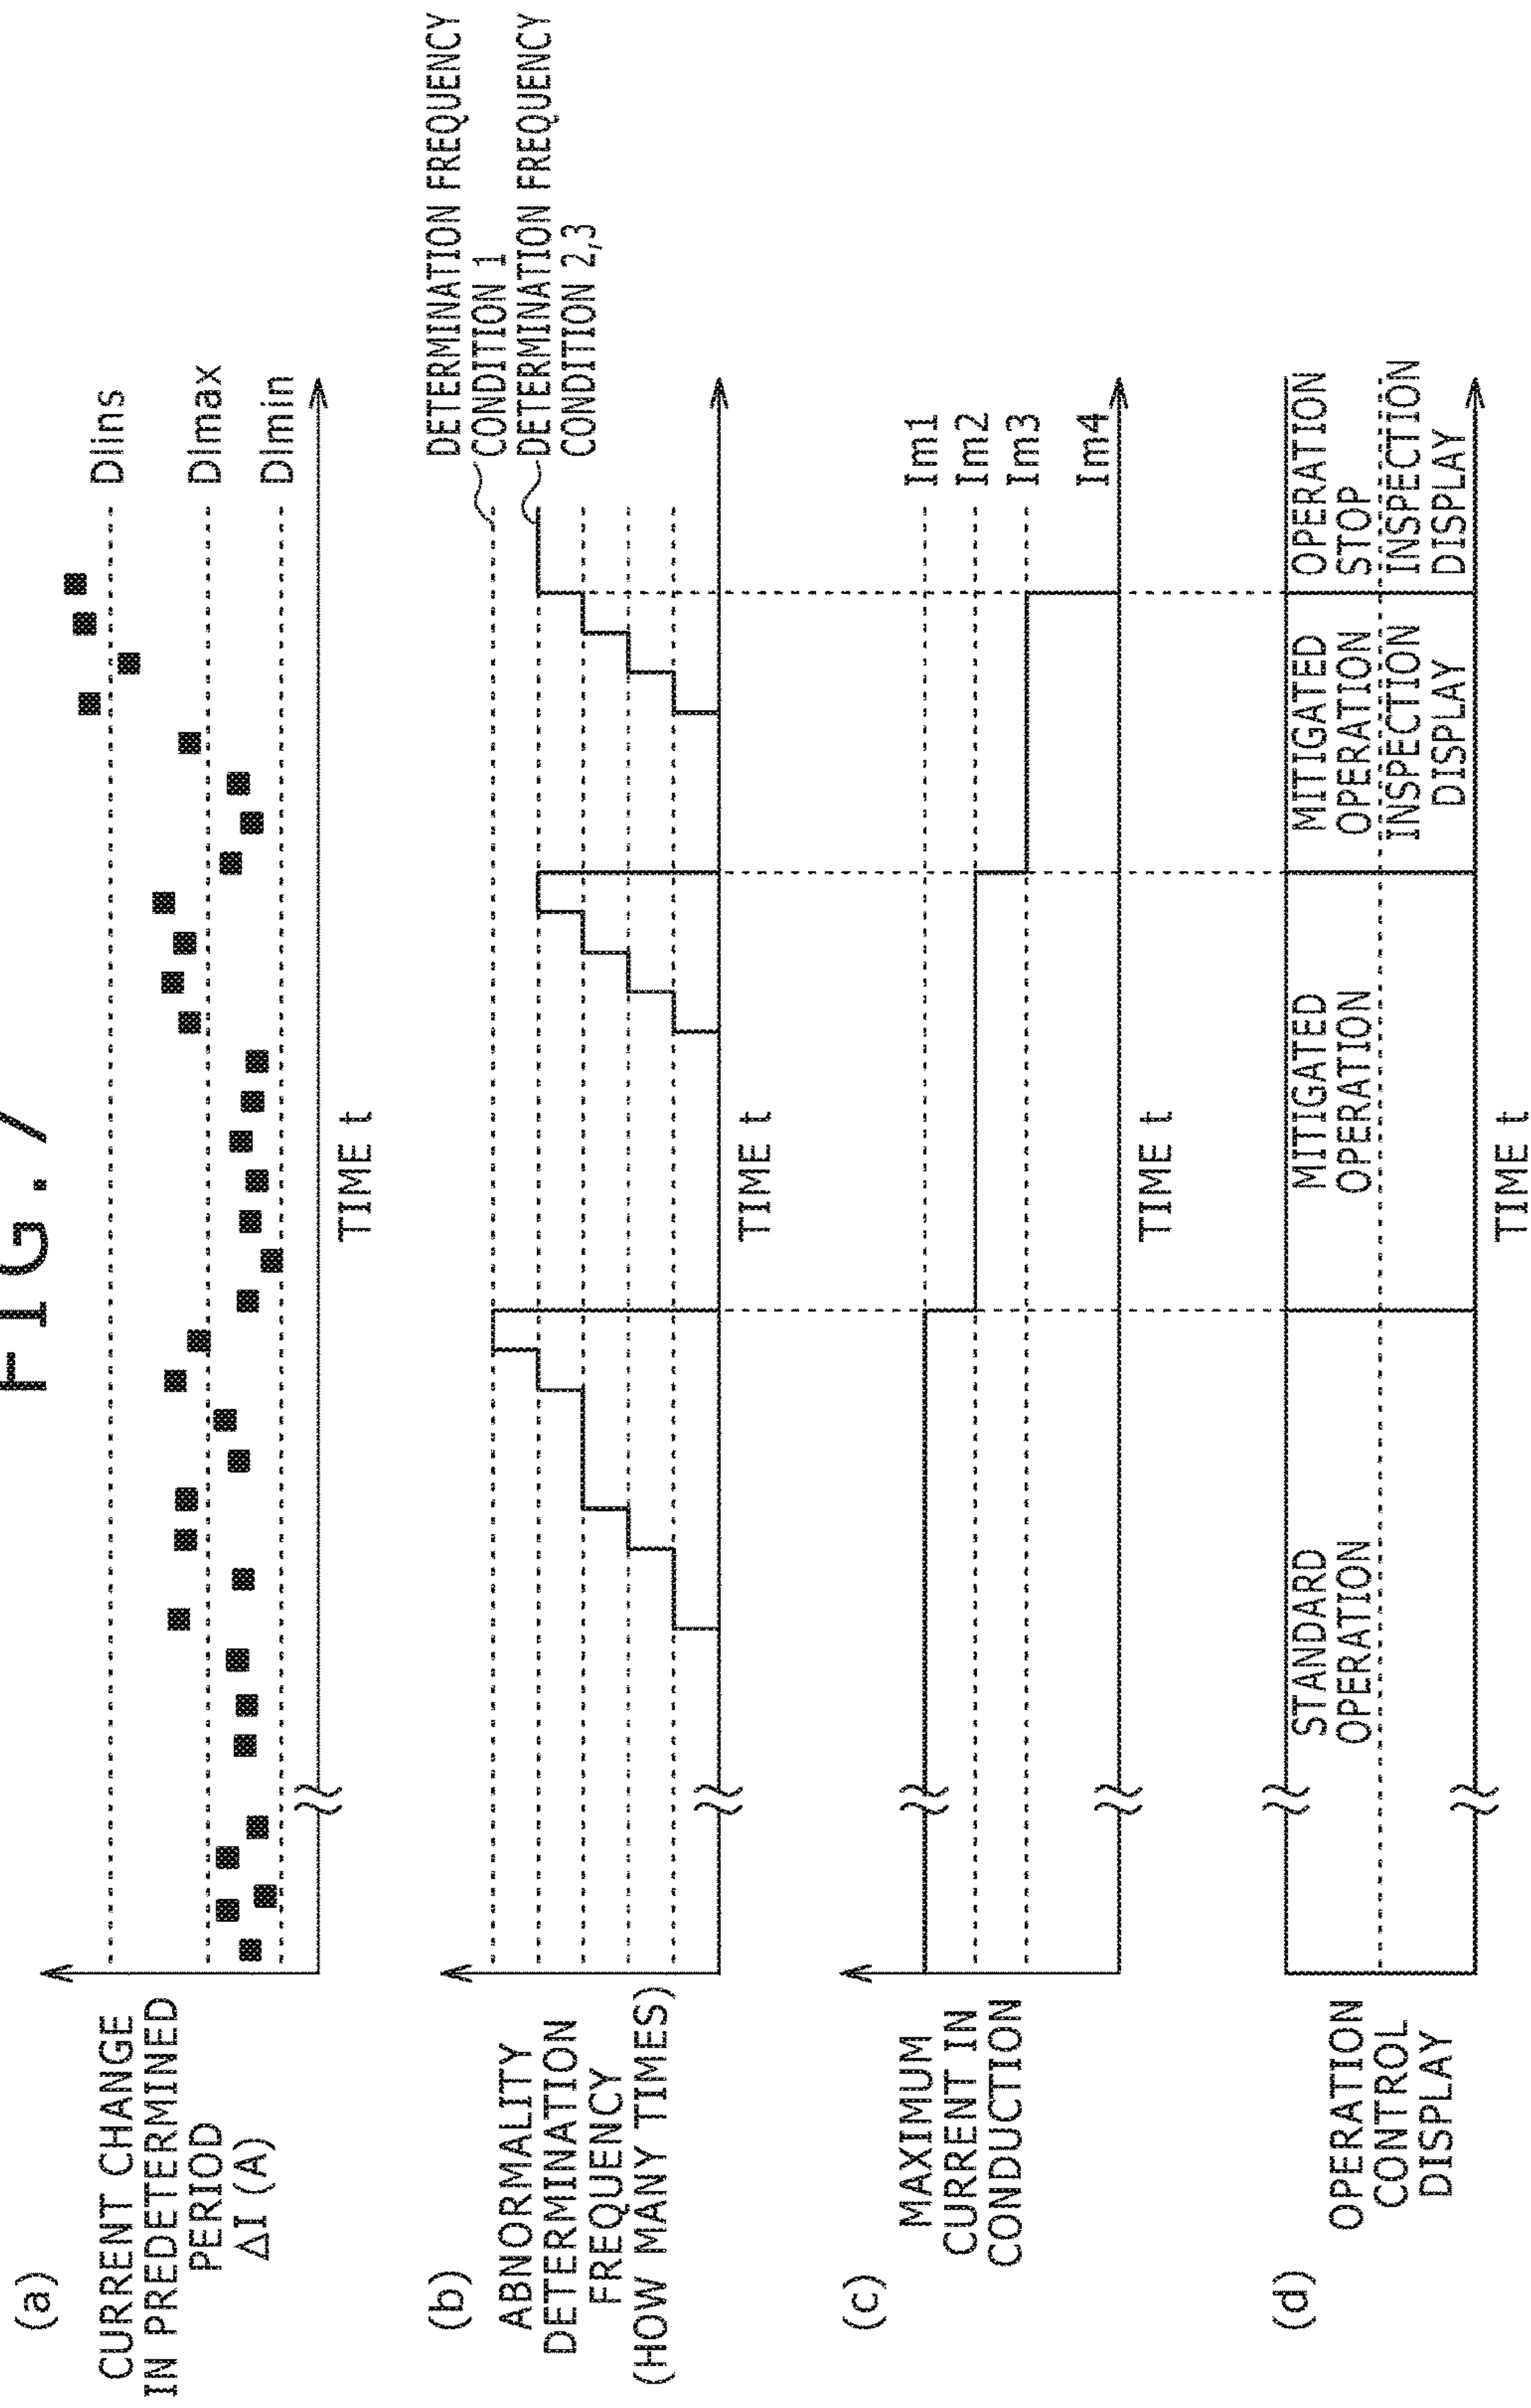 FIG. 7
(a)
CURRENT CHANGE
IN PREDETERMINED
PERIOD
ΔI (A)
DIins
DImax
DImin
TIME t
(b)
ABNORMALITY
DETERMINATION
FREQUENCY
(HOW MANY TIMES)
DETERMINATION FREQUENCY
CONDITION 1
DETERMINATION FREQUENCY
CONDITION 2,3
TIME t
(c)
MAXIMUM
CURRENT IN
CONDUCTION
Im1
Im2
Im3
Im4
TIME t
(d)
OPERATION
CONTROL
DISPLAY
STANDARD
OPERATION
MITIGATED
OPERATION
MITIGATED
OPERATION
INSPECTION
DISPLAY
OPERATION
STOP
INSPECTION
DISPLAY
TIME t